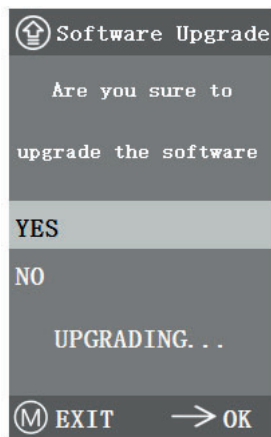 Software Upgrade
Are you sure to
upgrade the software
YES
NO
UPGRADING...
M EXIT → OK